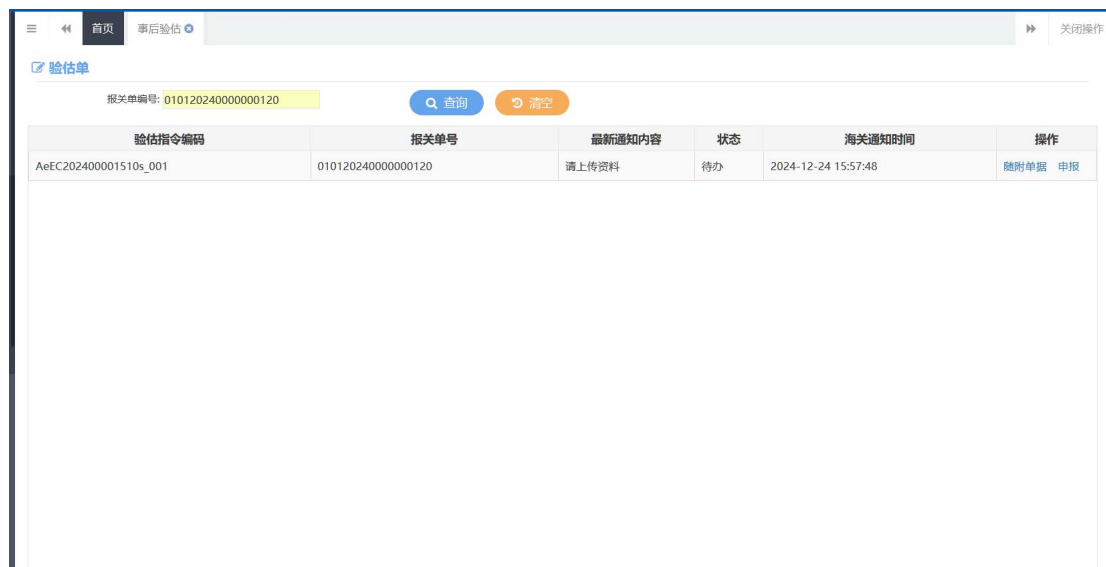 首页 事后验估 关闭操作
验估单
报关单编号: 010120240000000120 查询 清空
验估指令编码 报关单号 最新通知内容 状态 海关通知时间 操作
AeEC202400001510s_001 010120240000000120 请上传资料 待办 2024-12-24 15:57:48 随附单据 申报